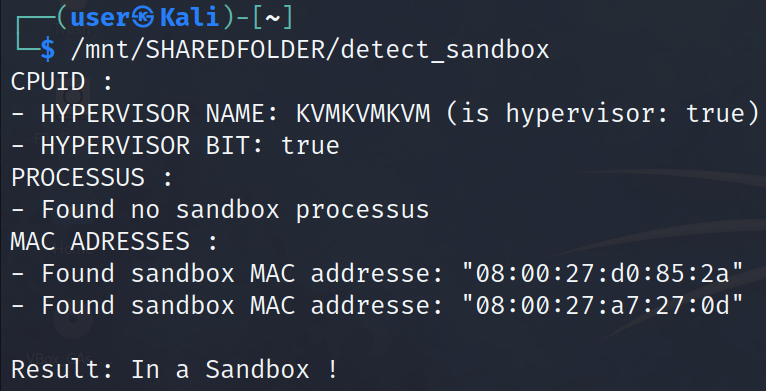 ┌──(user㉿Kali)-[~]
└─$ /mnt/SHAREDFOLDER/detect_sandbox
CPUID :
- HYPERVISOR NAME: KVMKVMKVM (is hypervisor: true)
- HYPERVISOR BIT: true
PROCESSUS :
- Found no sandbox processus
MAC ADRESSES :
- Found sandbox MAC addresse: "08:00:27:d0:85:2a"
- Found sandbox MAC addresse: "08:00:27:a7:27:0d"
Result: In a Sandbox !